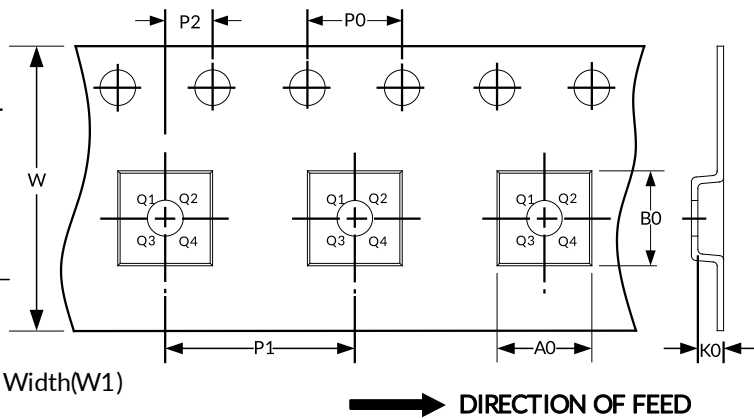 P2
P0
W
Q1 Q2
Q3 Q4
Q1 Q2
Q3 Q4
Q1 Q2
Q3 Q4
B0
P1
A0
K0
Width(W1)
DIRECTION OF FEED